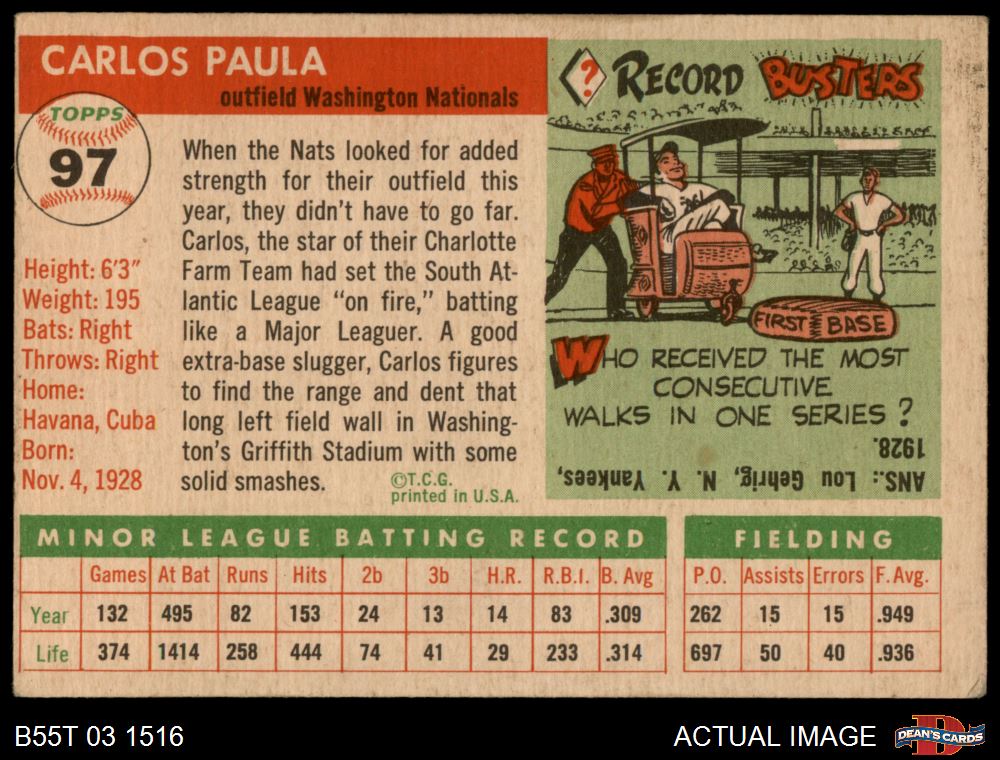 CARLOS PAULA
outfield Washington Nationals
TOPPS
97
Height: 6'3"
Weight: 195
Bats: Right
Throws: Right
Home:
Havana, Cuba
Born:
Nov. 4, 1928
When the Nats looked for added
strength for their outfield this
year, they didn't have to go far.
Carlos, the star of their Charlotte
Farm Team had set the South At-
lantic League "on fire," batting
like a Major Leaguer. A good
extra-base slugger, Carlos figures
to find the range and dent that
long left field wall in Washing-
ton's Griffith Stadium with some
solid smashes.
©T.C.G.
printed in U.S.A.
? RECORD BUSTERS
FIRST BASE
WHO RECEIVED THE MOST
CONSECUTIVE
WALKS IN ONE SERIES?
ANS.: Lou Gehrig, N. Y. Yankees,
1928.
MINOR LEAGUE BATTING RECORD
Games At Bat Runs Hits 2b 3b H.R. R.B.I. B. Avg
Year 132 495 82 153 24 13 14 83 .309
Life 374 1414 258 444 74 41 29 233 .314
FIELDING
P.O. Assists Errors F. Avg.
262 15 15 .949
697 50 40 .936
B55T 03 1516
ACTUAL IMAGE
D
DEAN'S CARDS